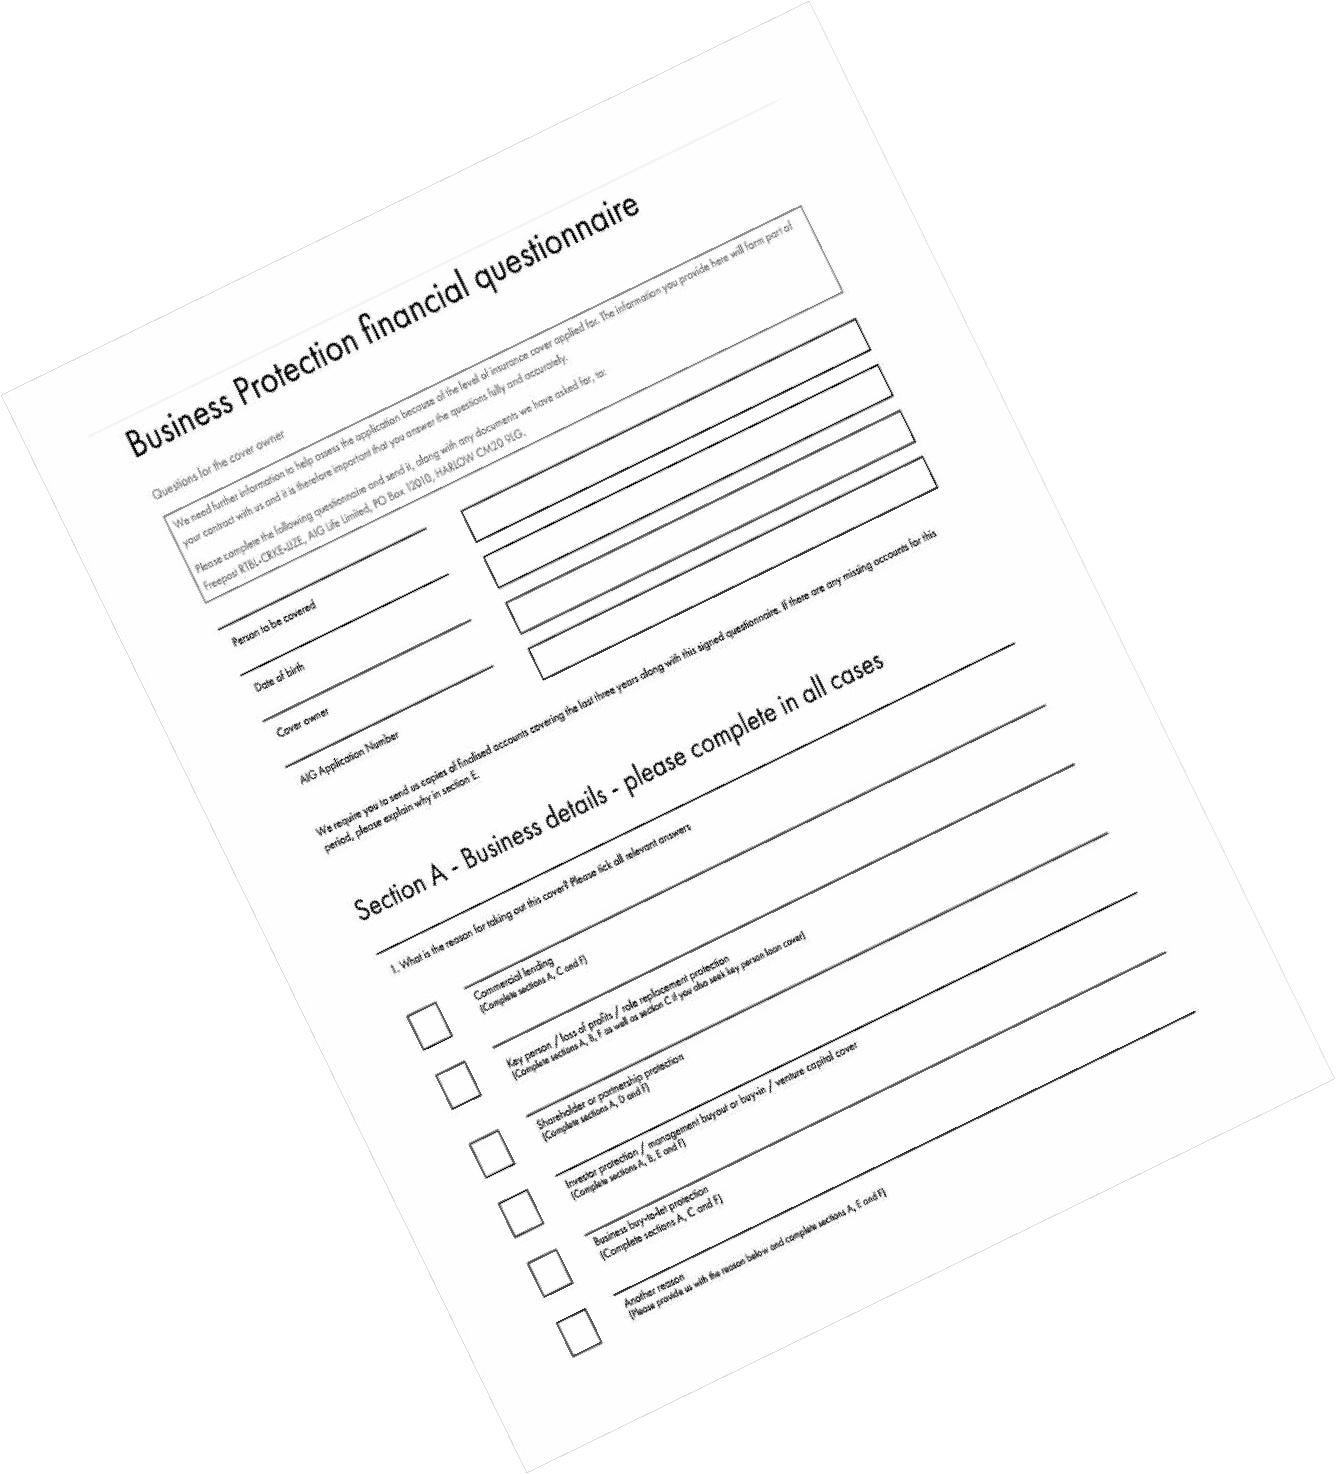 Business Protection financial questionnaire
Questions for the cover owner
We need further information to help assess the application because of the level of insurance cover applied for. The information you provide here will form part of
your contract with us and it is therefore important that you answer the questions fully and accurately.
Please complete the following questionnaire and send it, along with any documents we have asked for, to:
Freepost RTBL-CRKE-JJZE, AIG Life Limited, PO Box 12010, HARLOW CM20 9LG.
Person to be covered
Date of birth
Cover owner
AIG Application Number
We require you to send us copies of finalised accounts covering the last three years along with this signed questionnaire. If there are any missing accounts for this
period, please explain why in section E.
Section A - Business details - please complete in all cases
1. What is the reason for taking out this cover? Please tick all relevant answers
Commercial lending
(Complete sections A, C and F)
Key person / loss of profits / role replacement protection
(Complete sections A, B, F as well as section C if you also seek key person loan cover)
Shareholder or partnership protection
(Complete sections A, D and F)
Investor protection / management buyout or buy-in / venture capital cover
(Complete sections A, B, E and F)
Business buy-to-let protection
(Complete sections A, C and F)
Another reason
(Please provide us with the reason below and complete sections A, E and F)